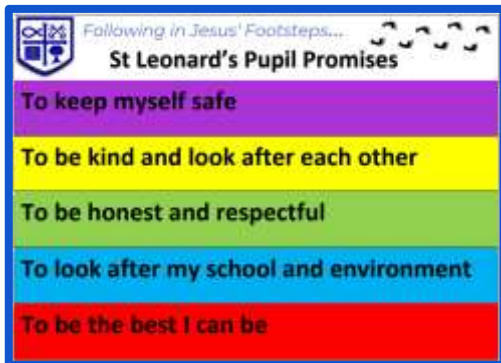 Following in Jesus' Footsteps...
St Leonard's Pupil Promises
To keep myself safe
To be kind and look after each other
To be honest and respectful
To look after my school and environment
To be the best I can be